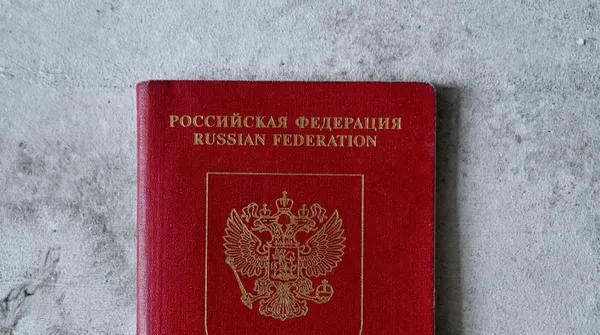 РОССИЙСКАЯ ФЕДЕРАЦИЯ
RUSSIAN FEDERATION